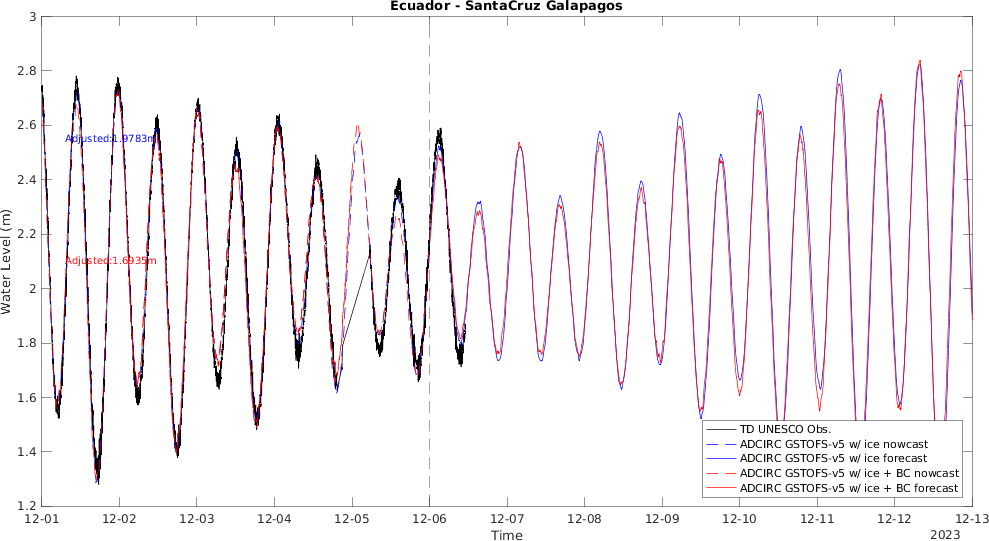 Ecuador - SantaCruz Galapagos
3
2.8
2.6
2.4
2.2
2
1.8
1.6
1.4
1.2
Water Level (m)
Adjusted:1.9783m
Adjusted:1.6935m
TD UNESCO Obs.
ADCIRC GSTOFS-v5 w/ ice nowcast
ADCIRC GSTOFS-v5 w/ ice forecast
ADCIRC GSTOFS-v5 w/ ice + BC nowcast
ADCIRC GSTOFS-v5 w/ ice + BC forecast
12-01 12-02 12-03 12-04 12-05 12-06 12-07 12-08 12-09 12-10 12-11 12-12 12-13
Time
2023